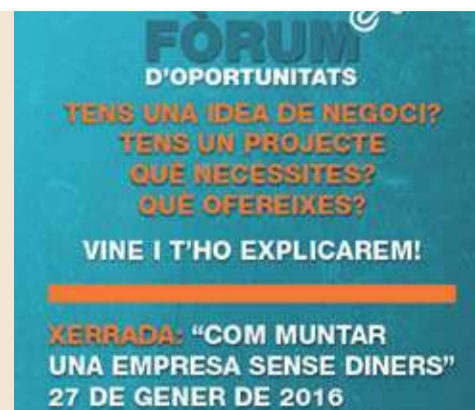 FÒRUM
D'OPORTUNITATS
TENS UNA IDEA DE NEGOCI?
TENS UN PROJECTE
QUÈ NECESSITES?
QUÈ OFEREIXES?
VINE I T'HO EXPLICAREM!
XERRADA: “COM MUNTAR
UNA EMPRESA SENSE DINERS”
27 DE GENER DE 2016